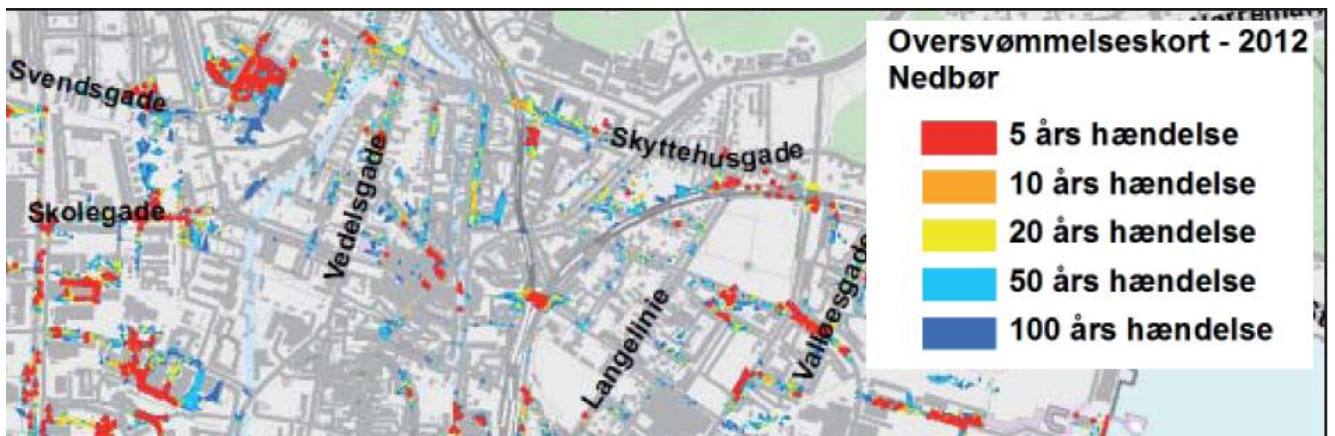 Oversvømmelseskort - 2012
Nedbør
5 års hændelse
10 års hændelse
20 års hændelse
50 års hændelse
100 års hændelse
Svendsgade
Skolegade
Vedelsgade
Skyttehusgade
Langelinie
Valløesgade